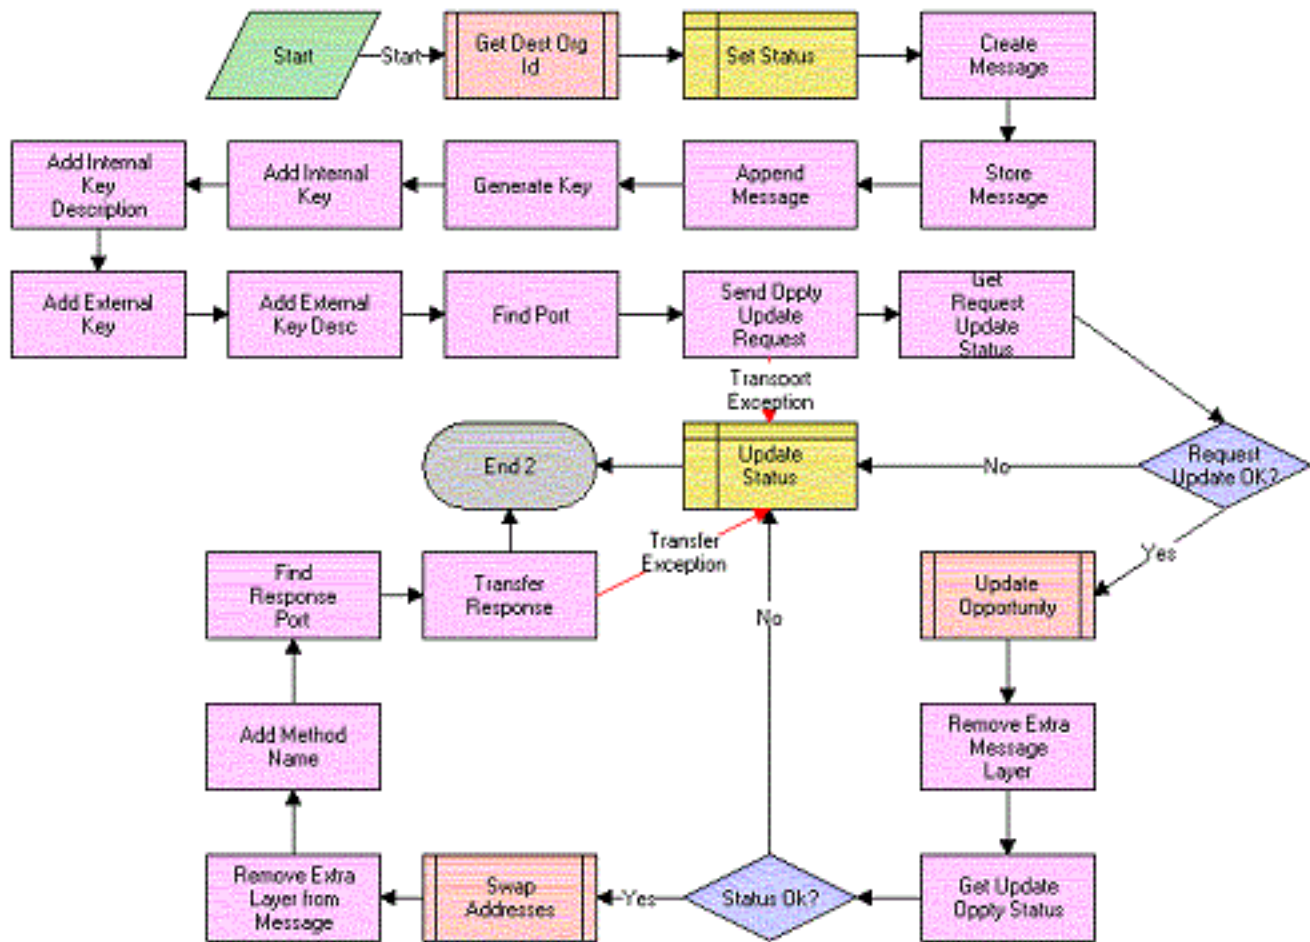 Start
Start
Get Dest Org
Id
Set Status
Create
Message
Add Internal
Key
Description
Add Internal
Key
Generate Key
Append
Message
Store
Message
Add External
Key
Add External
Key Desc
Find Port
Send Oppty
Update
Request
Get
Request
Update
Status
Transport
Exception
End 2
Update
Status
No
Request
Update OK?
Find
Response
Port
Transfer
Response
Transfer
Exception
No
Yes
Update
Opportunity
Add Method
Name
Remove Extra
Message
Layer
Remove Extra
Layer from
Message
Swap
Addresses
Yes
Status Ok?
Get Update
Oppty Status